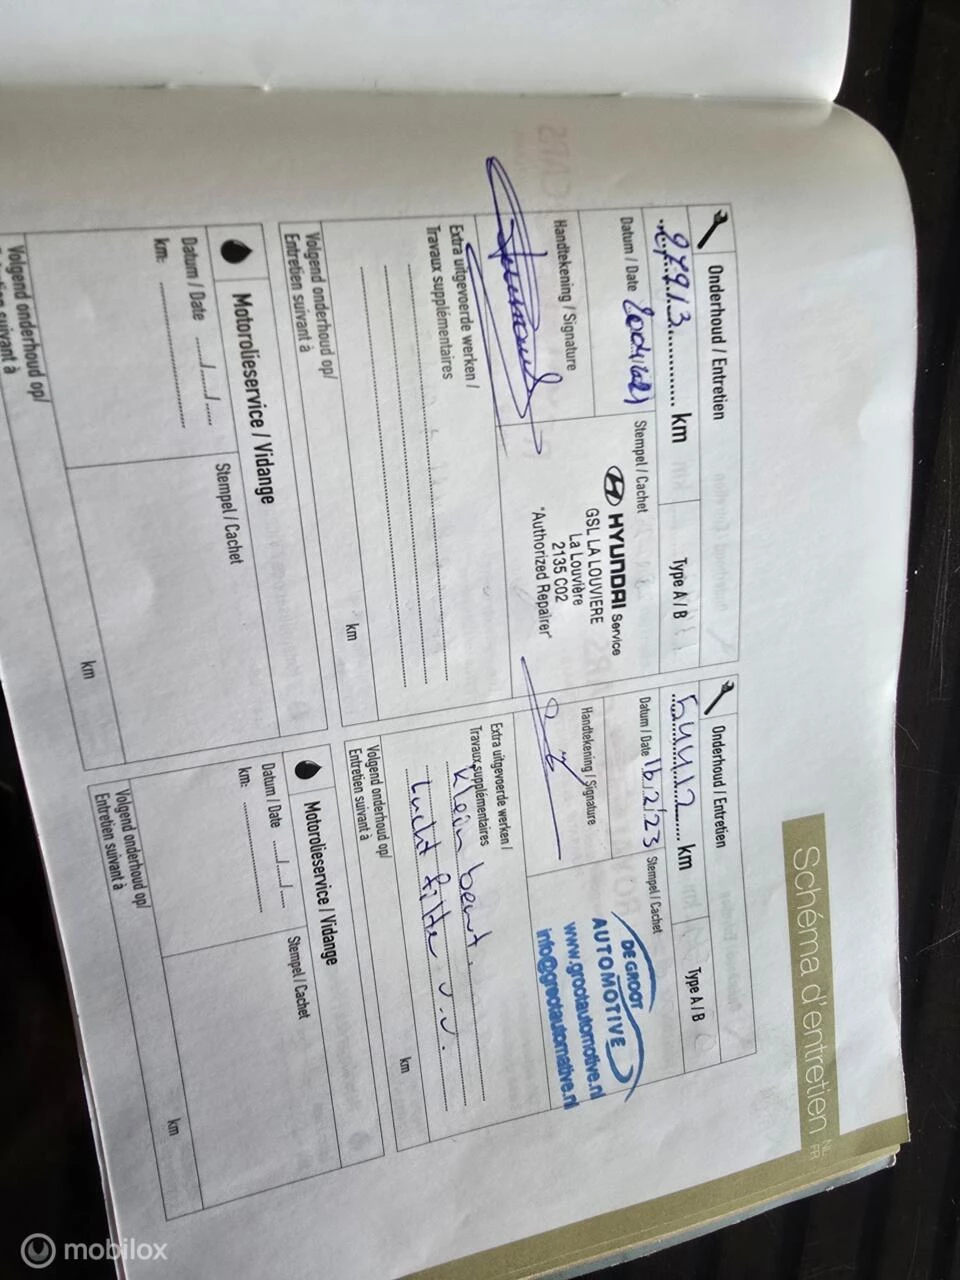 Schéma d'entretien
NL
FR
Onderhoud / Entretien
km
Type A / B
Datum / Date
Stempel / Cachet
Handtekening / Signature
HYUNDAI Service
GSL LA LOUVIERE
La Louvière
2135 C02
"Authorized Repairer"
Extra uitgevoerde werken /
Travaux supplémentaires
Volgend onderhoud op/
Entretien suivant à
km
Motorolieservice / Vidange
Datum / Date .../.../......
Stempel / Cachet
km: ....................
Volgend onderhoud op/
Entretien suivant à
km
Onderhoud / Entretien
km
Type A / B
Datum / Date 16/2/23
Stempel / Cachet
Handtekening / Signature
DE GROOT
AUTOMOTIVE
www.grootautomotive.nl
info@grootautomotive.nl
Extra uitgevoerde werken /
Travaux supplémentaires
Klein beurt.
Lucht filter
Volgend onderhoud op/
Entretien suivant à
km
Motorolieservice / Vidange
Datum / Date .../.../......
Stempel / Cachet
km: ....................
Volgend onderhoud op/
Entretien suivant à
km
mobilox